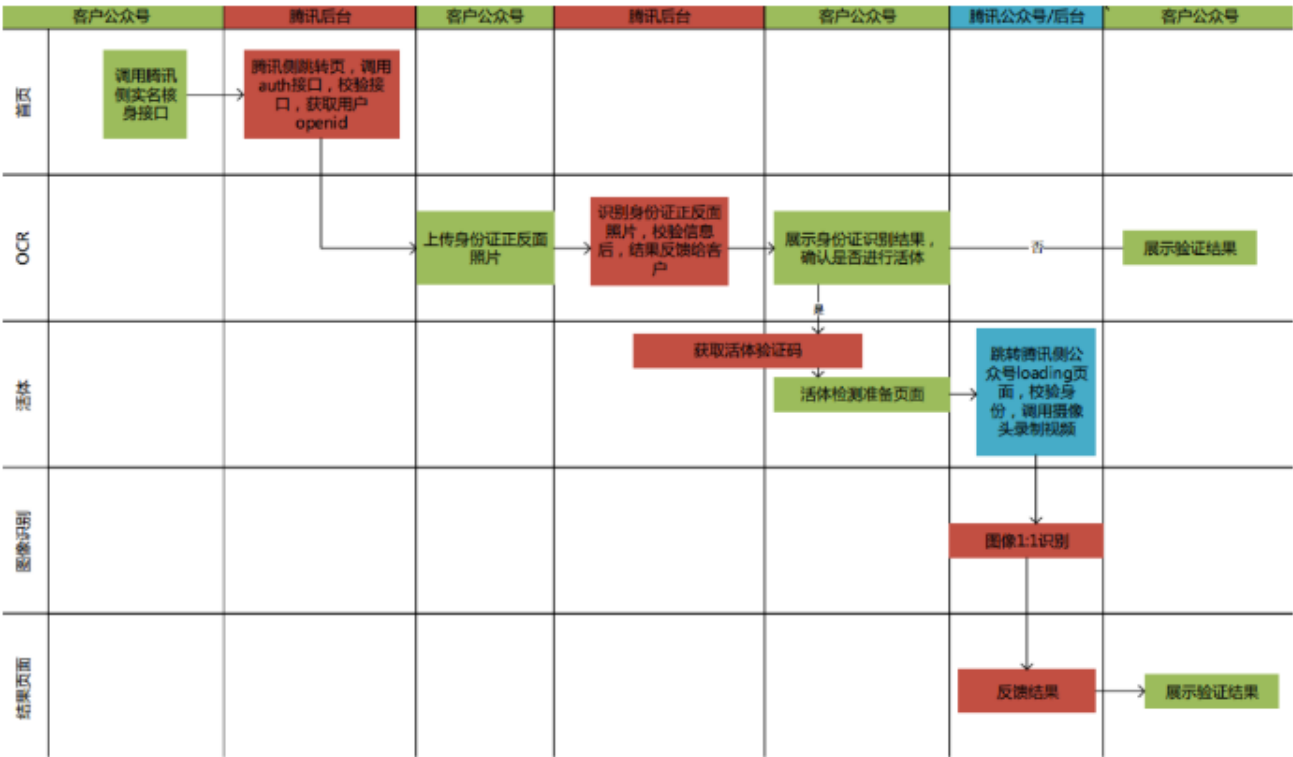 客户公众号
腾讯后台
客户公众号
腾讯后台
客户公众号
腾讯公众号/后台
客户公众号
首页
调用腾讯
侧实名核
身接口
腾讯侧跳转页，调用
auth接口，校验接
口，获取用户
openid
OCR
上传身份证正反面
照片
识别身份证正反面
照片，校验信息
后，结果反馈给客
户
展示身份证识别结果，
确认是否进行活体
否
展示验证结果
是
活体
获取活体验证码
活体检测准备页面
跳转腾讯侧公
众号loading页
面，校验身
份，调用摄像
头录制视频
图像识别
图像1:1识别
结果页面
反馈结果
展示验证结果